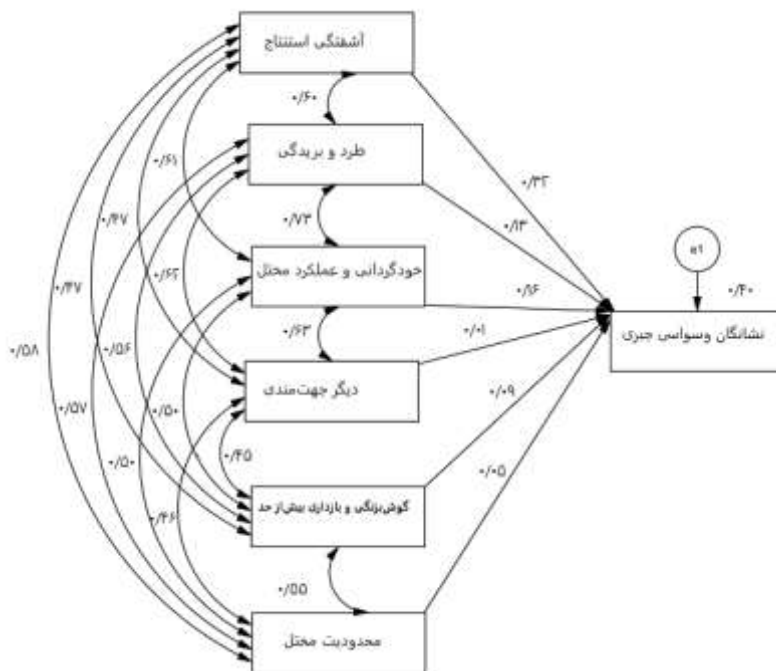 آشفتگی استنتاج
۰/۶۰
طرد و بریدگی
۰/۶۱
۰/۳۲
۰/۱۳
۰/۴۷
۰/۷۳
e۱
خودگردانی و عملکرد مختل
۰/۴۷
۰/۶۲
۰/۱۶
۰/۴۰
۰/۶۳
۰/۰۱
نشانگان وسواسی جبری
۰/۵۸
۰/۵۶
دیگر جهت‌مندی
۰/۵۷
۰/۵۰
۰/۰۹
۰/۵۰
۰/۴۵
۰/۰۵
گوش‌بزنگی و بازداری بیش‌از حد
۰/۴۶
۰/۵۵
محدودیت مختل